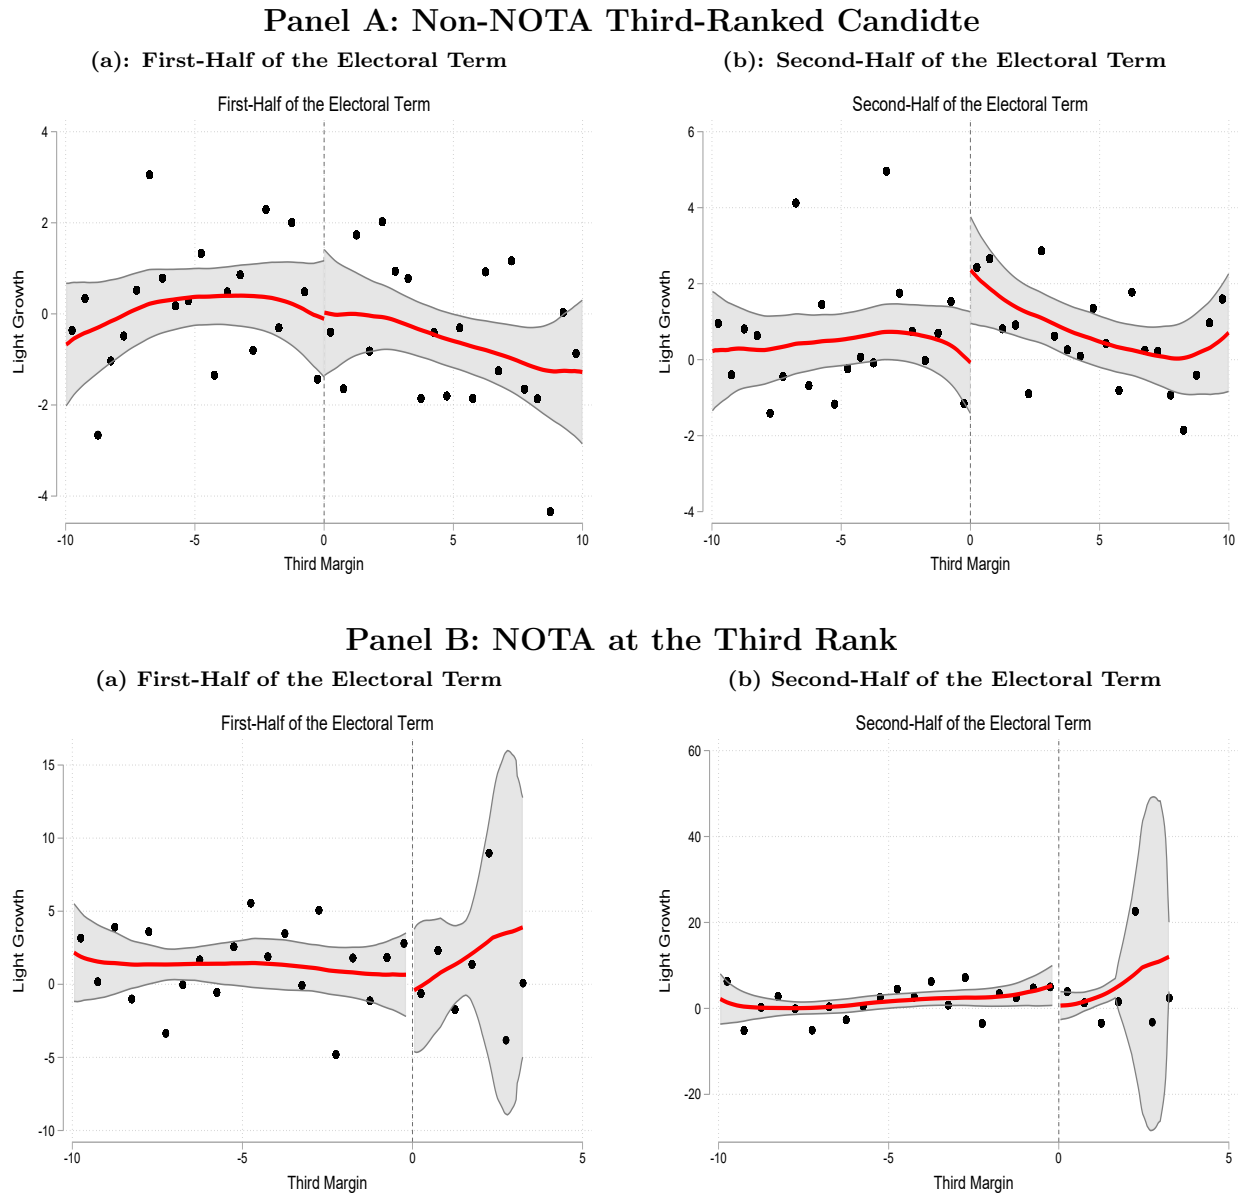 Panel A: Non-NOTA Third-Ranked Candidte
(a): First-Half of the Electoral Term
(b): Second-Half of the Electoral Term
First-Half of the Electoral Term
4
2
0
-2
-4
Light Growth
-10
-5
0
5
10
Third Margin
Second-Half of the Electoral Term
6
4
2
0
-2
-4
Light Growth
-10
-5
0
5
10
Third Margin
Panel B: NOTA at the Third Rank
(a) First-Half of the Electoral Term
(b) Second-Half of the Electoral Term
First-Half of the Electoral Term
15
10
5
0
-5
-10
Light Growth
-10
-5
0
5
Third Margin
Second-Half of the Electoral Term
60
40
20
0
-20
Light Growth
-10
-5
0
5
Third Margin